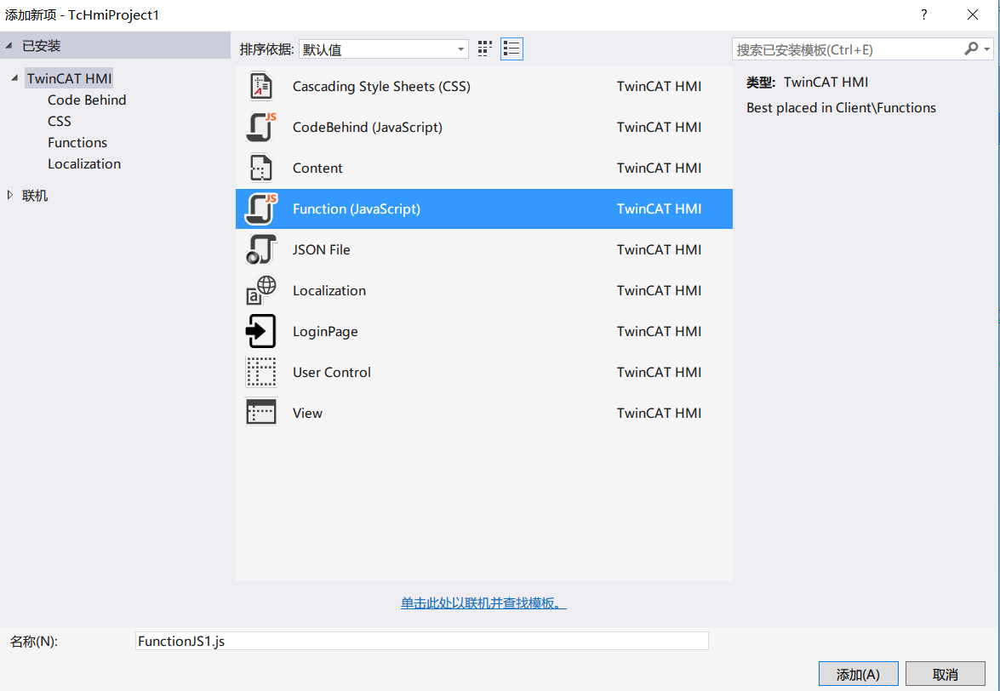 添加新项 - TcHmiProject1
?
已安装
TwinCAT HMI
Code Behind
CSS
Functions
Localization
联机
排序依据: 默认值
Cascading Style Sheets (CSS) TwinCAT HMI
CodeBehind (JavaScript) TwinCAT HMI
Content TwinCAT HMI
Function (JavaScript) TwinCAT HMI
JSON File TwinCAT HMI
Localization TwinCAT HMI
LoginPage TwinCAT HMI
User Control TwinCAT HMI
View TwinCAT HMI
单击此处以联机并查找模板。
搜索已安装模板(Ctrl+E)
类型: TwinCAT HMI
Best placed in Client\Functions
名称(N): FunctionJS1.js
添加(A) 取消